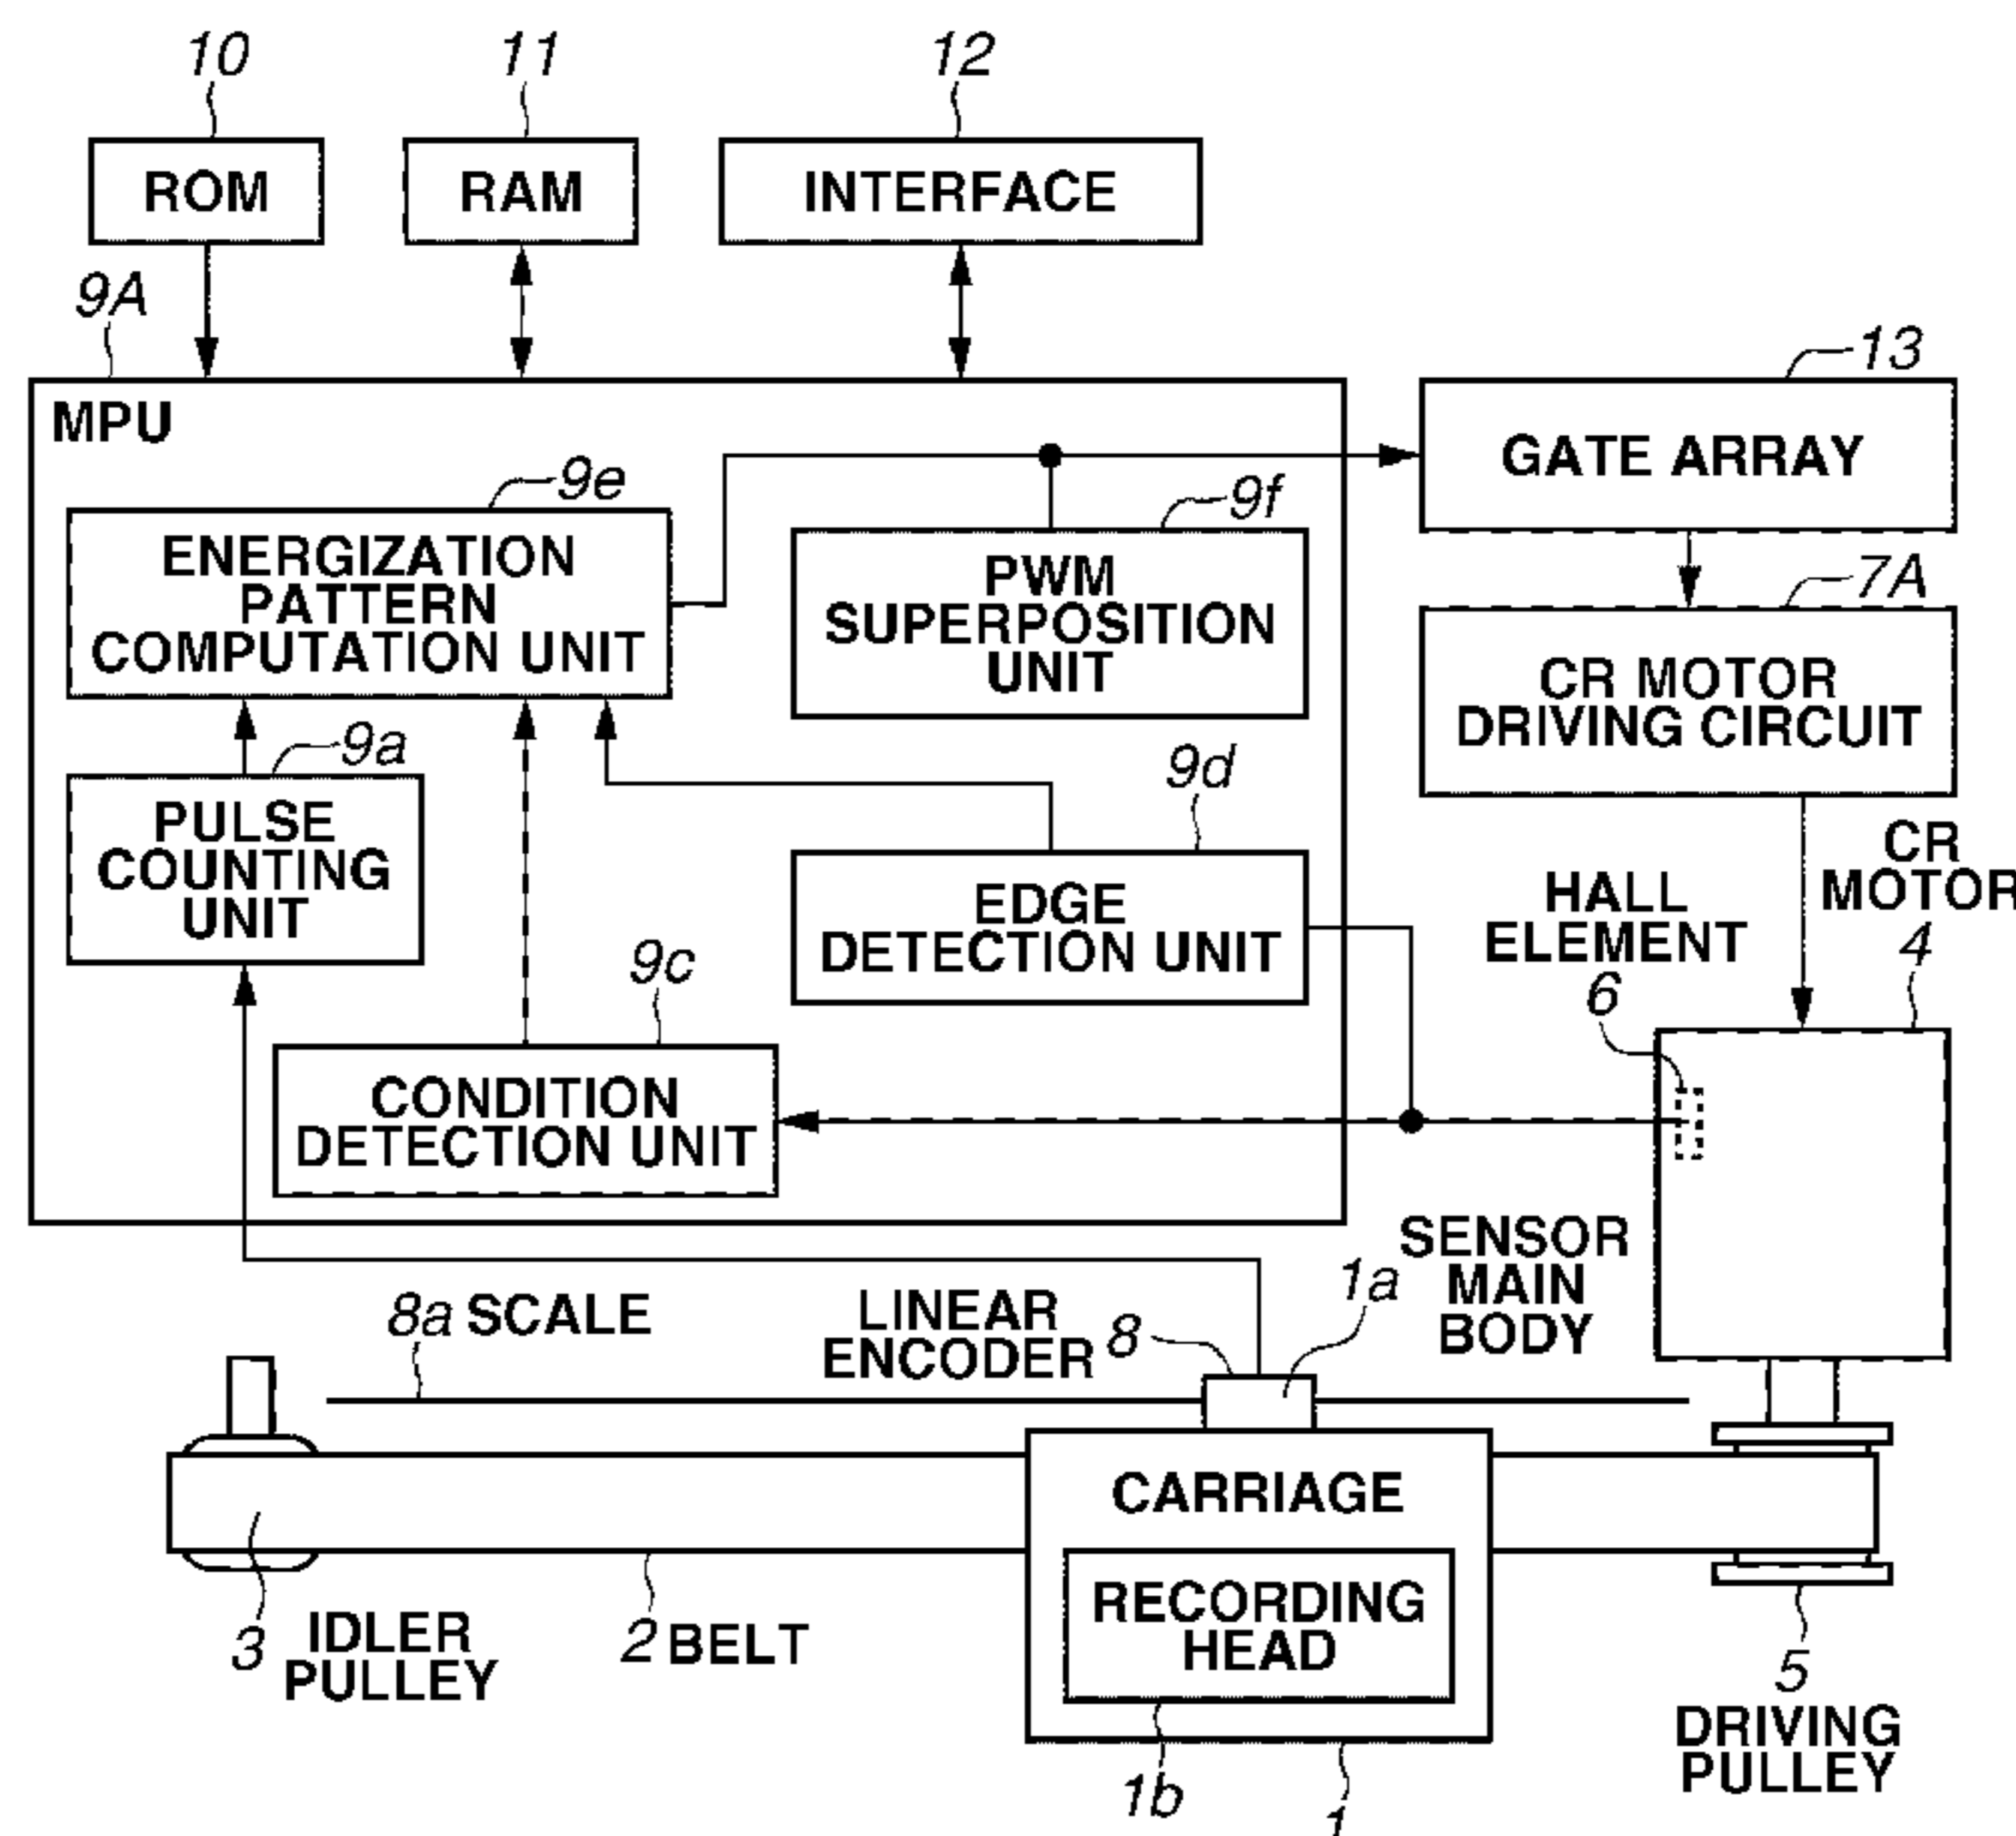 10
11
12
ROM
RAM
INTERFACE
9A
13
MPU
GATE ARRAY
9e
9f
ENERGIZATION
PATTERN
COMPUTATION UNIT
PWM
SUPERPOSITION
UNIT
7A
CR MOTOR
DRIVING CIRCUIT
9a
9d
PULSE
COUNTING
UNIT
EDGE
DETECTION UNIT
HALL
ELEMENT
6
CR
MOTOR
4
9c
CONDITION
DETECTION UNIT
SENSOR
MAIN
BODY
1a
8a SCALE
LINEAR
ENCODER
8
CARRIAGE
RECORDING
HEAD
3
IDLER
PULLEY
2 BELT
5
DRIVING
PULLEY
1b
1